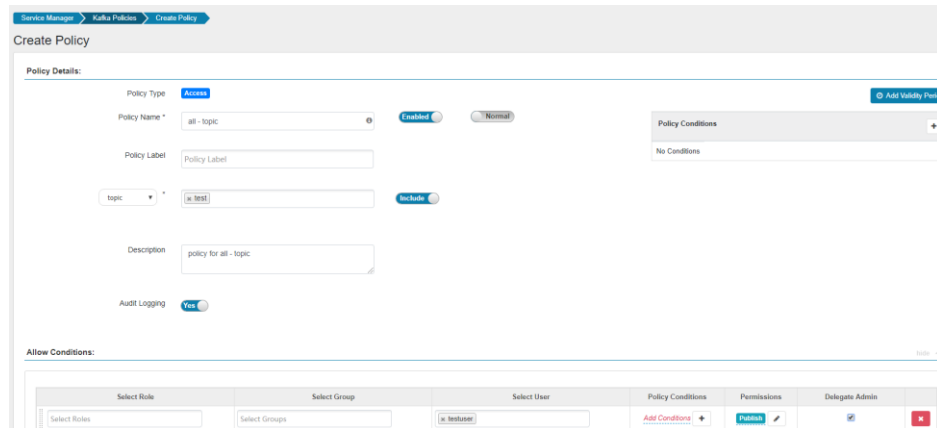 Service Manager Kafka Policies Create Policy
Create Policy
Policy Details:
Policy Type Access
Add Validity
Policy Name * all - topic Enabled Normal
Policy Conditions +
Policy Label Policy Label
No Conditions
topic * × test Include
Description policy for all - topic
Audit Logging Yes
Allow Conditions:
hide
Select Role Select Group Select User Policy Conditions Permissions Delegate Admin
Select Roles Select Groups × testuser Add Conditions + Publish ×